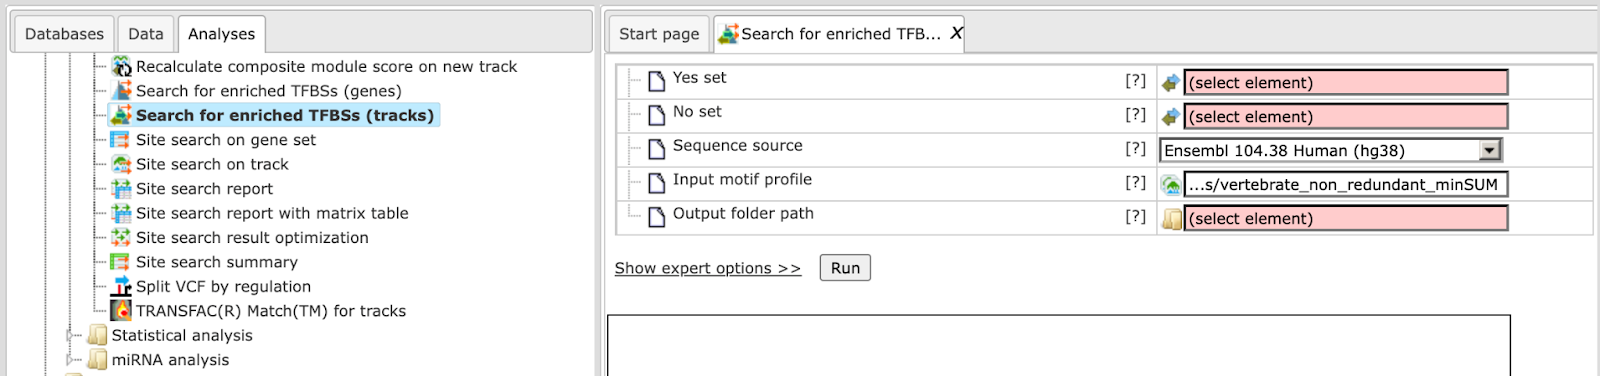 Databases
Data
Analyses
Recalculate composite module score on new track
Search for enriched TFBSs (genes)
Search for enriched TFBSs (tracks)
Site search on gene set
Site search on track
Site search report
Site search report with matrix table
Site search result optimization
Site search summary
Split VCF by regulation
TRANSFAC(R) Match(TM) for tracks
Statistical analysis
miRNA analysis
Start page
Search for enriched TFB... X
Yes set [?] (select element)
No set [?] (select element)
Sequence source [?] Ensembl 104.38 Human (hg38)
Input motif profile [?] ...s/vertebrate_non_redundant_minSUM
Output folder path [?] (select element)
Show expert options >> Run